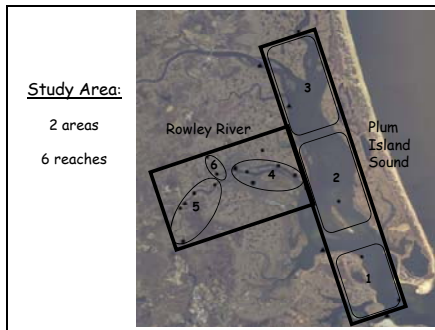 Study Area:
2 areas
6 reaches
Rowley River
Plum
Island
Sound
3
6
4
5
2
1